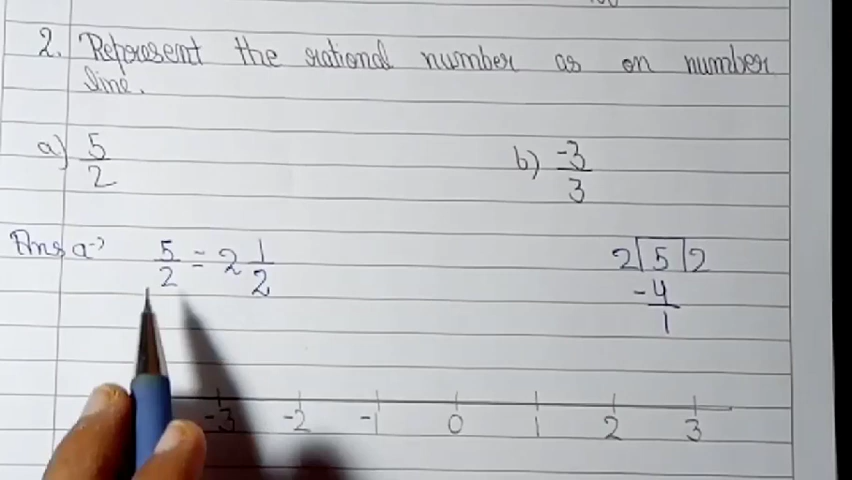 2. Represent the rational number as on number
line.
a) 5/2 b) -3/3
Ans a-> 5/2 = 2 1/2 2|5|2
-4
1
-3 -2 -1 0 1 2 3